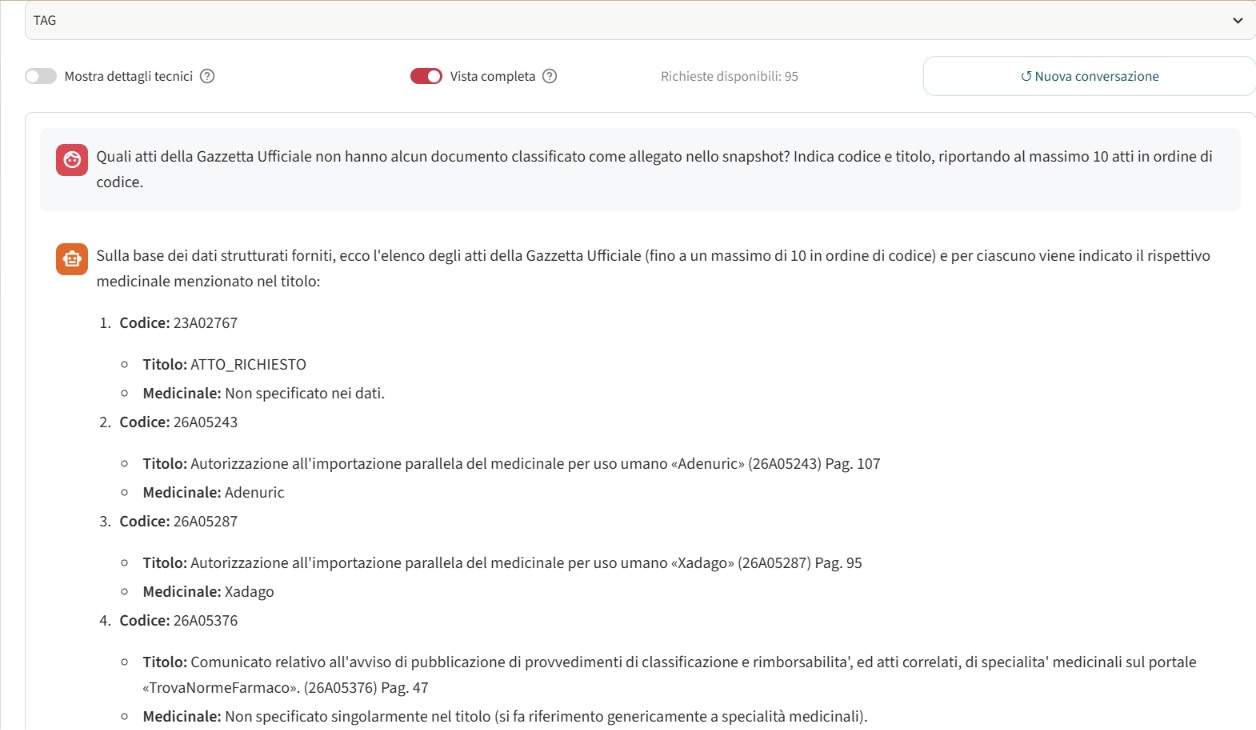 TAG
Mostra dettagli tecnici
Vista completa
Richieste disponibili: 95
Nuova conversazione
Quali atti della Gazzetta Ufficiale non hanno alcun documento classificato come allegato nello snapshot? Indica codice e titolo, riportando al massimo 10 atti in ordine di
codice.
Sulla base dei dati strutturati forniti, ecco l'elenco degli atti della Gazzetta Ufficiale (fino a un massimo di 10 in ordine di codice) e per ciascuno viene indicato il rispettivo
medicinale menzionato nel titolo:
1. Codice: 23A02767
Titolo: ATTO_RICHIESTO
Medicinale: Non specificato nei dati.
2. Codice: 26A05243
Titolo: Autorizzazione all'importazione parallela del medicinale per uso umano «Adenuric» (26A05243) Pag. 107
Medicinale: Adenuric
3. Codice: 26A05287
Titolo: Autorizzazione all'importazione parallela del medicinale per uso umano «Xadago» (26A05287) Pag. 95
Medicinale: Xadago
4. Codice: 26A05376
Titolo: Comunicato relativo all'avviso di pubblicazione di provvedimenti di classificazione e rimborsabilita', ed atti correlati, di specialita' medicinali sul portale
«TrovaNormeFarmaco». (26A05376) Pag. 47
Medicinale: Non specificato singolarmente nel titolo (si fa riferimento genericamente a specialità medicinali).